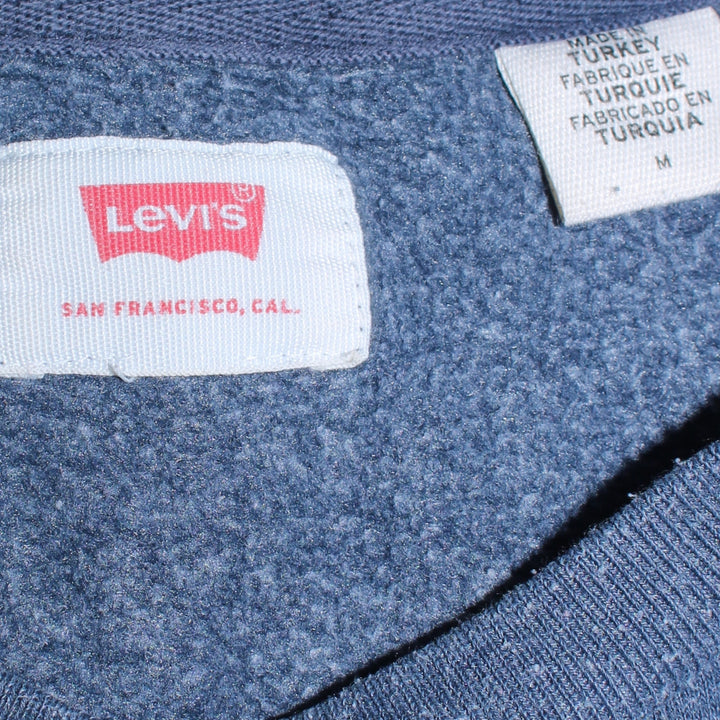 LEVI'S ®
SAN FRANCISCO, CAL.
MADE IN
TURKEY
FABRIQUE EN
TURQUIE
FABRICADO EN
TURQUIA
M